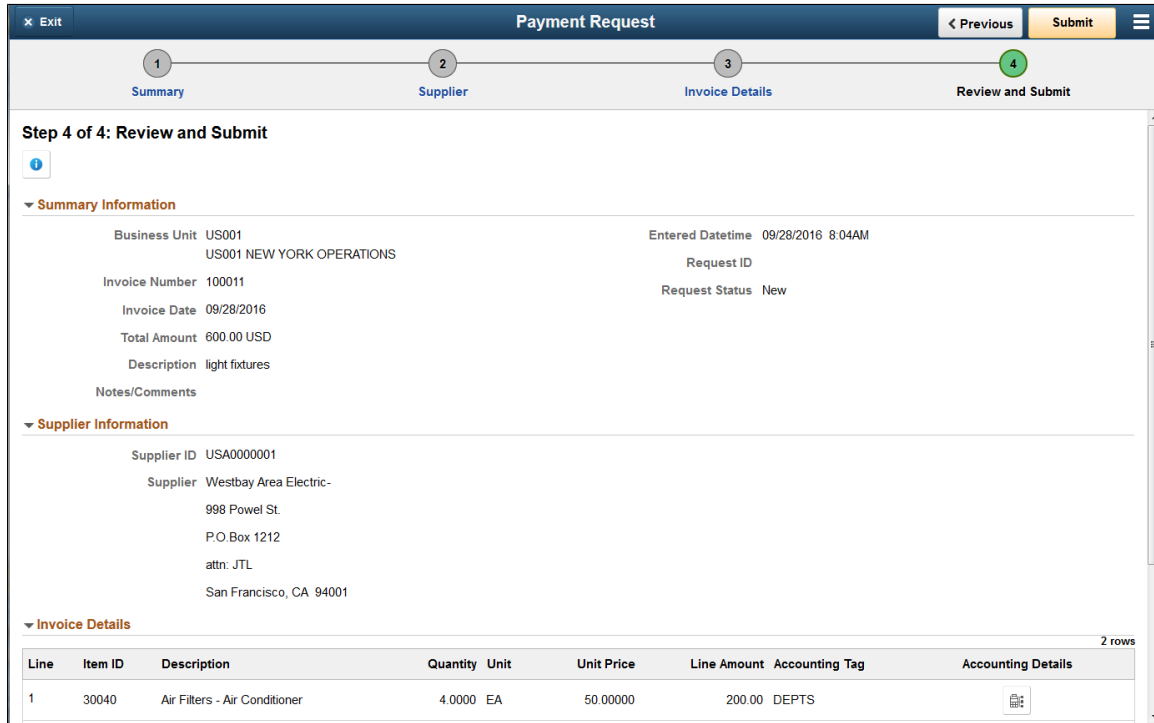 × Exit Payment Request Previous Submit
1 2 3 4
Summary Supplier Invoice Details Review and Submit
Step 4 of 4: Review and Submit
Summary Information
Business Unit US001 Entered Datetime 09/28/2016 8:04AM
US001 NEW YORK OPERATIONS
Request ID
Invoice Number 100011
Request Status New
Invoice Date 09/28/2016
Total Amount 600.00 USD
Description light fixtures
Notes/Comments
Supplier Information
Supplier ID USA0000001
Supplier Westbay Area Electric-
998 Powel St.
P.O.Box 1212
attn: JTL
San Francisco, CA 94001
Invoice Details
2 rows
Line Item ID Description Quantity Unit Unit Price Line Amount Accounting Tag Accounting Details
1 30040 Air Filters - Air Conditioner 4.0000 EA 50.00000 200.00 DEPTS